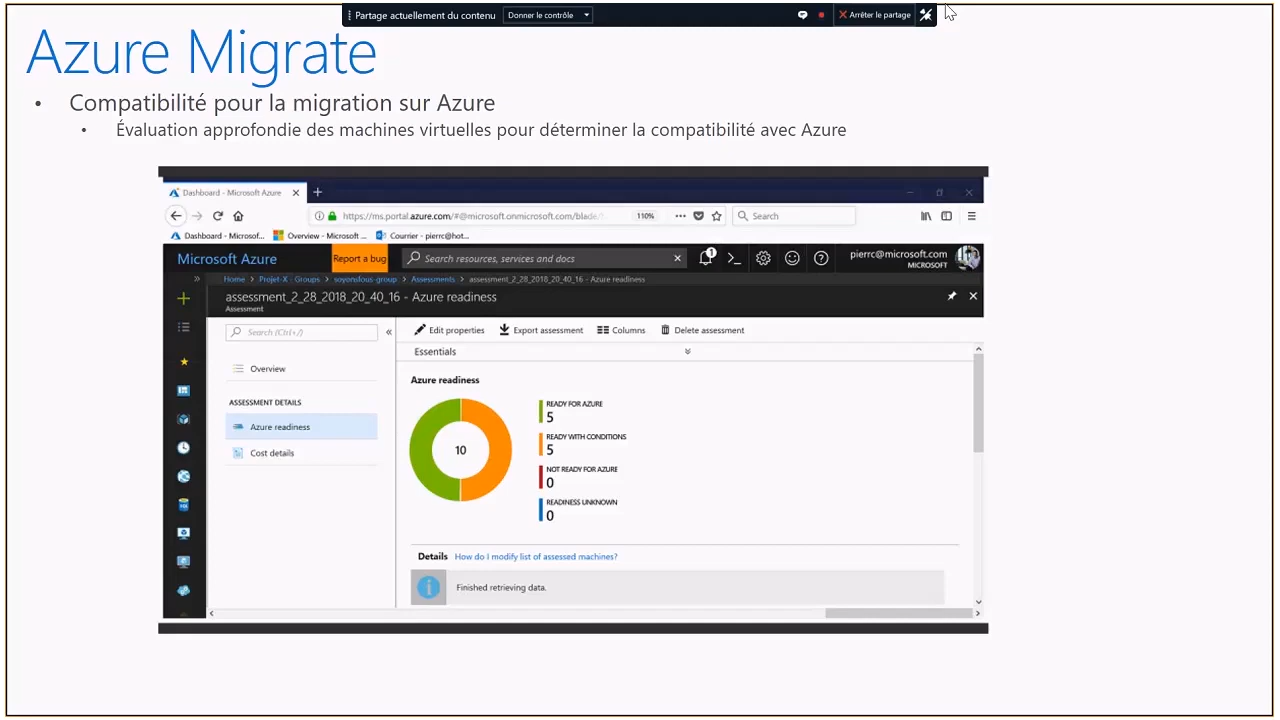 Partage actuellement du contenu Donner le contrôle Arrêter le partage
Azure Migrate
• Compatibilité pour la migration sur Azure
• Évaluation approfondie des machines virtuelles pour déterminer la compatibilité avec Azure
Dashboard - Microsoft Azure
https://ms.portal.azure.com/#@microsoft.onmicrosoft.com/blade/ 110% Search
Dashboard - Microsof... Overview - Microsoft ... Courrier - pierrc@hot...
Microsoft Azure Report a bug Search resources, services and docs 1 pierrc@microsoft.com
MICROSOFT
Home > Projet-X - Groups > soyonsfous-group > Assessments > assessment_2_28_2018_20_40_16 - Azure readiness
assessment_2_28_2018_20_40_16 - Azure readiness
Assessment
Search (Ctrl+/)
Edit properties Export assessment Columns Delete assessment
Essentials
Overview
ASSESSMENT DETAILS
Azure readiness
Cost details
Azure readiness
10
READY FOR AZURE
5
READY WITH CONDITIONS
5
NOT READY FOR AZURE
0
READINESS UNKNOWN
0
Details How do I modify list of assessed machines?
Finished retrieving data.